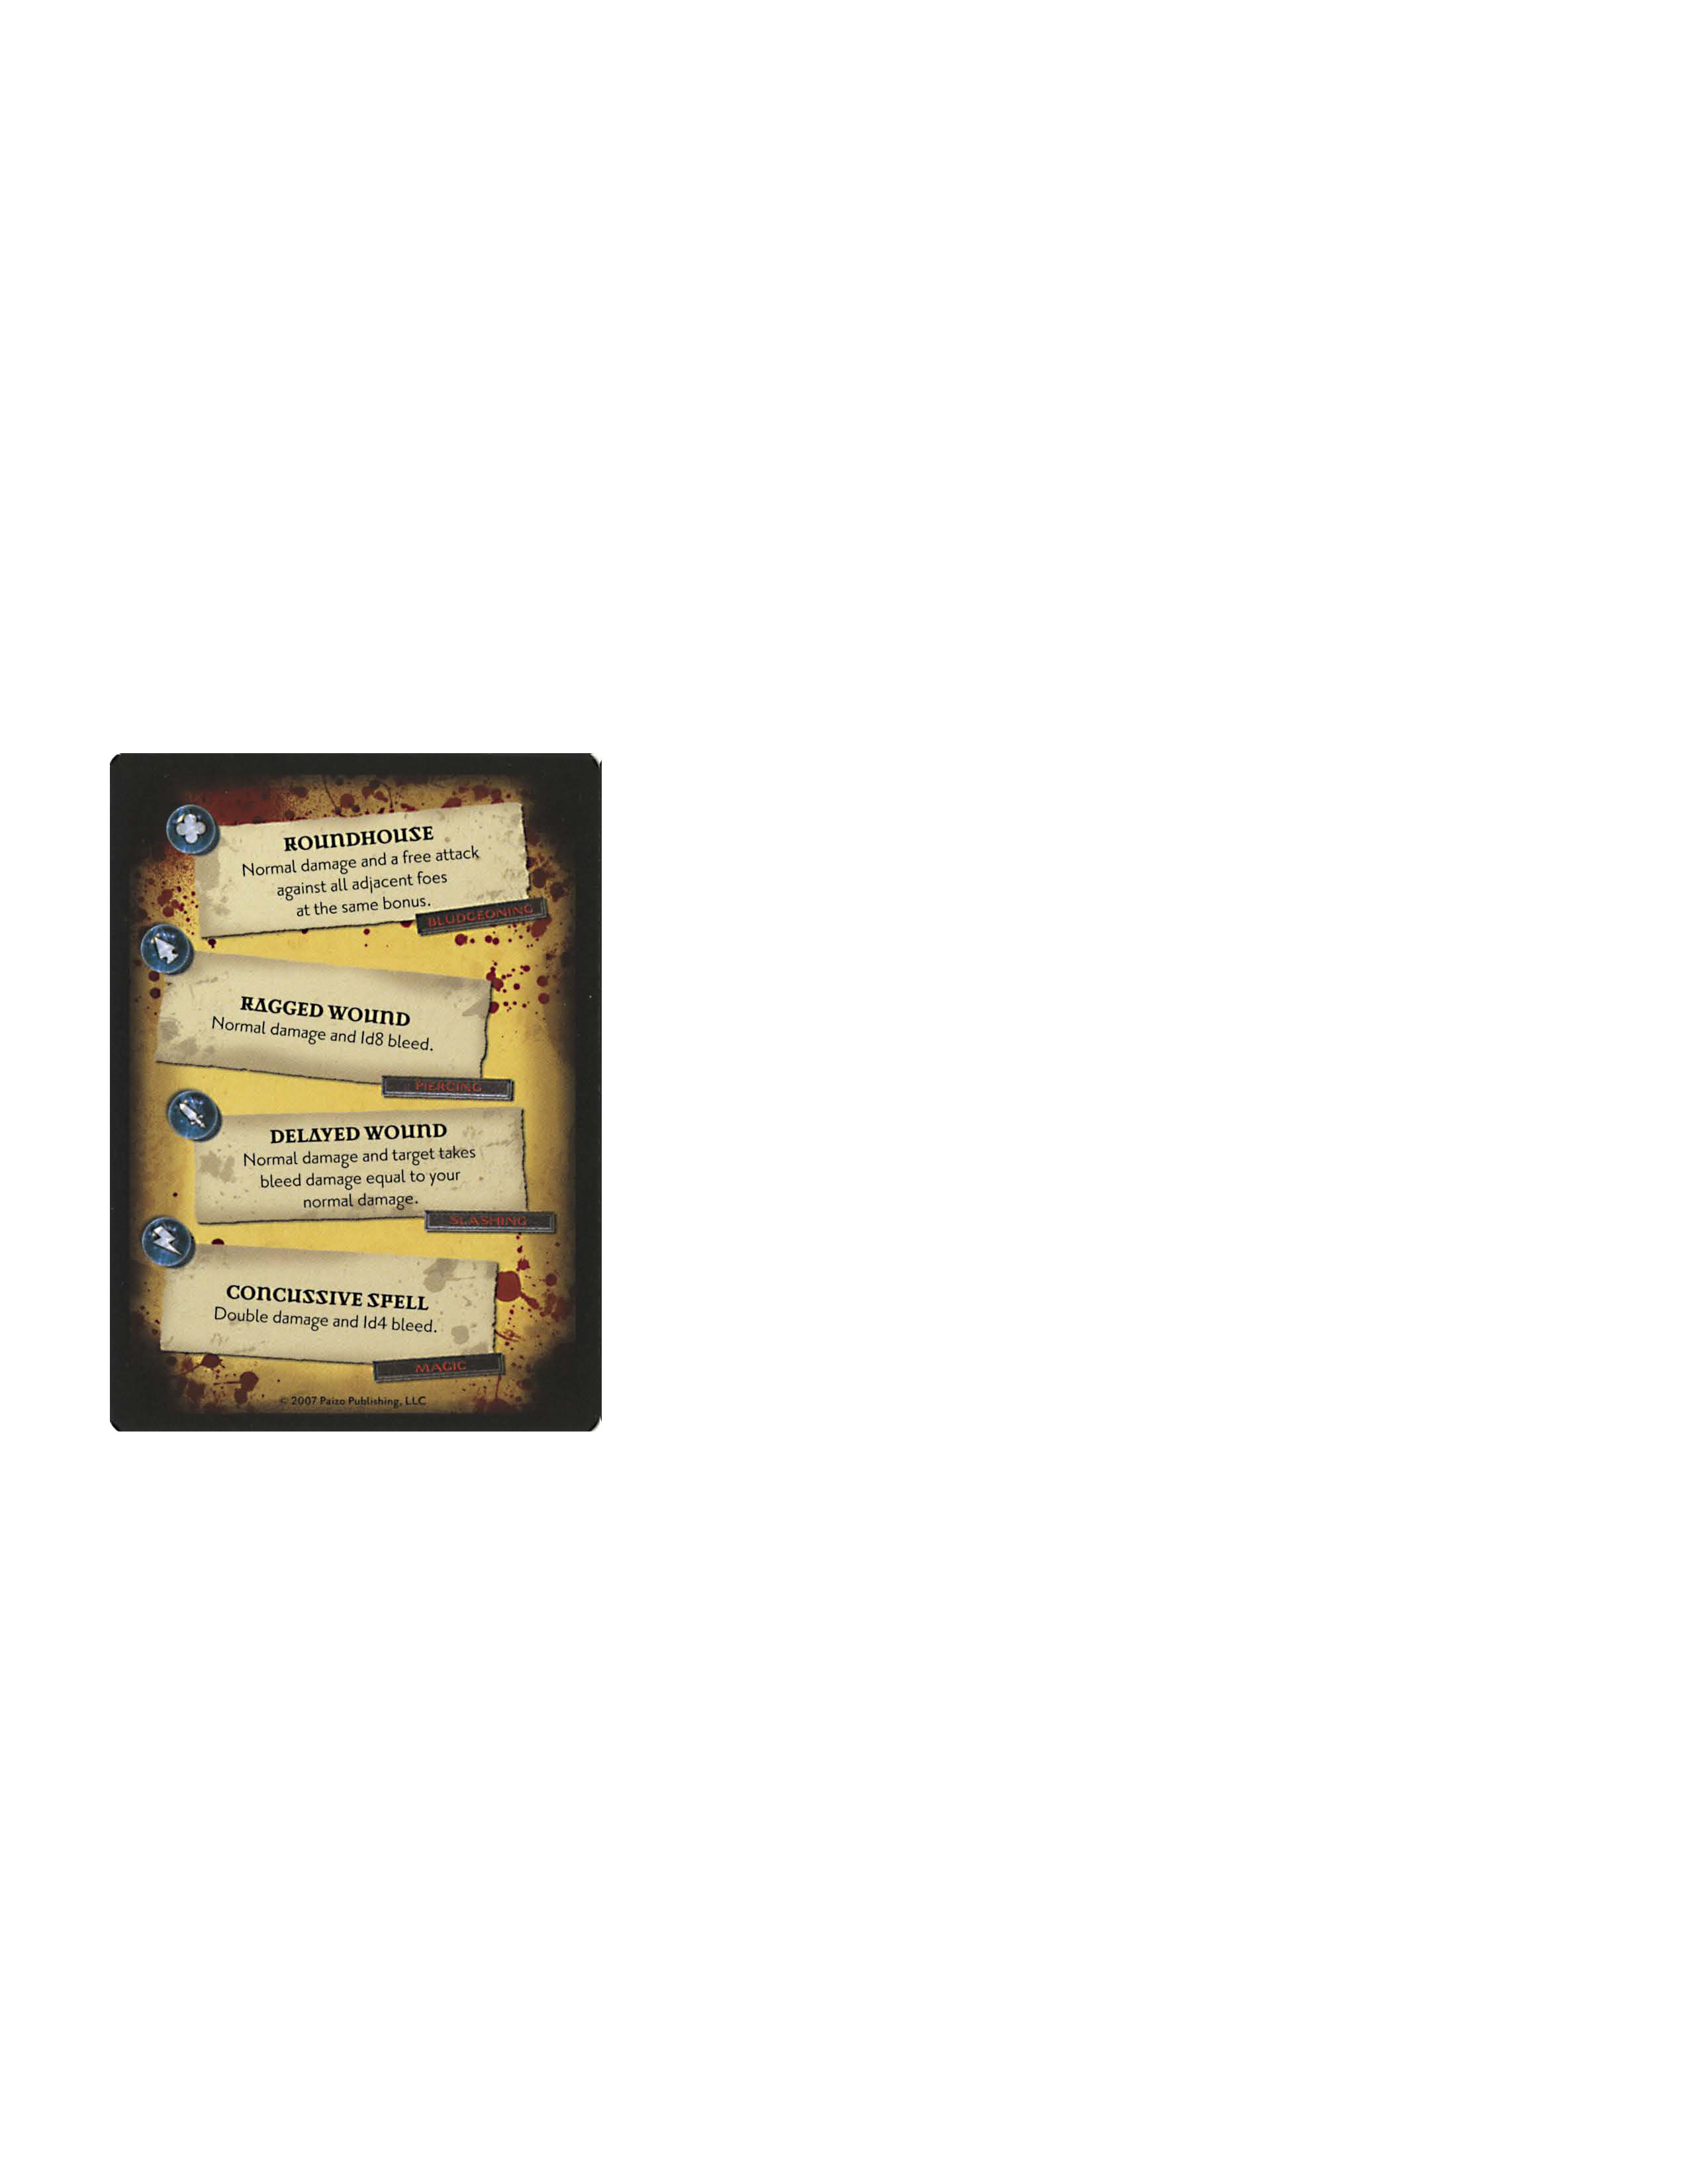 ROUNDHOUSE
Normal damage and a free attack
against all adjacent foes
at the same bonus.
BLUDGEONING
RAGGED WOUND
Normal damage and 1d8 bleed.
PIERCING
DELAYED WOUND
Normal damage and target takes
bleed damage equal to your
normal damage.
SLASHING
CONCUSSIVE SPELL
Double damage and 1d4 bleed.
MAGIC
© 2007 Paizo Publishing, LLC